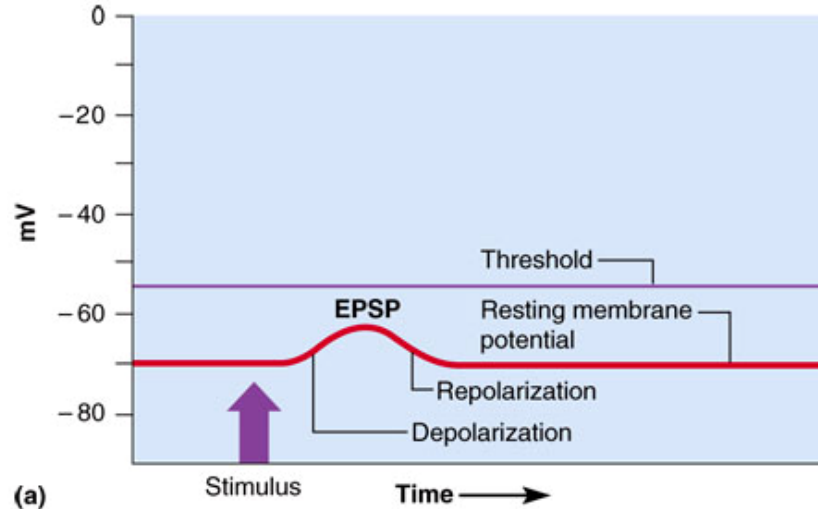 0
−20
−40
−60
−80
mV
Threshold
EPSP
Resting membrane
potential
Repolarization
Depolarization
Stimulus
Time
(a)